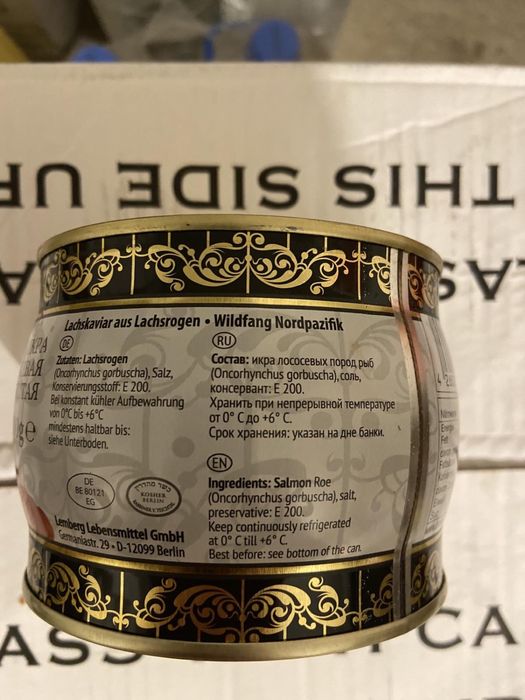 THIS SIDE UP
Lachskaviar aus Lachsrogen • Wildfang Nordpazifik
DE
Zutaten: Lachsrogen
(Oncorhynchus gorbuscha), Salz,
Konservierungsstoff: E 200.
Bei konstant kühler Aufbewahrung
von 0°C bis +6°C
mindestens haltbar bis:
siehe Unterboden.
RU
Состав: икра лососевых пород рыб
(Oncorhynchus gorbuscha), соль,
консервант: E 200.
Хранить при непрерывной температуре
от 0° C до +6° C.
Срок хранения: указан на дне банки.
EN
Ingredients: Salmon Roe
(Oncorhynchus gorbuscha), salt,
preservative: E 200.
Keep continuously refrigerated
at 0° C till +6° C.
Best before: see bottom of the can.
DE
BE 80121
EG
KOSHER
BERLIN
Lemberg Lebensmittel GmbH
Germaniastr. 29 • D-12099 Berlin